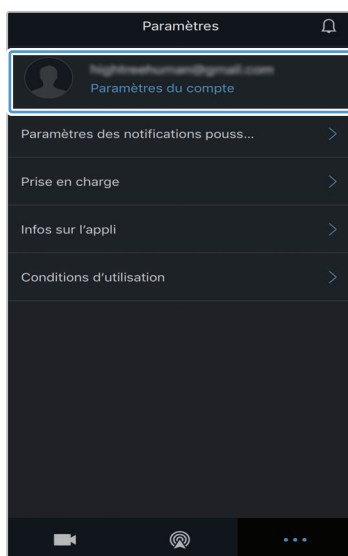 Paramètres
Paramètres du compte
Paramètres des notifications pouss...
Prise en charge
Infos sur l'appli
Conditions d'utilisation